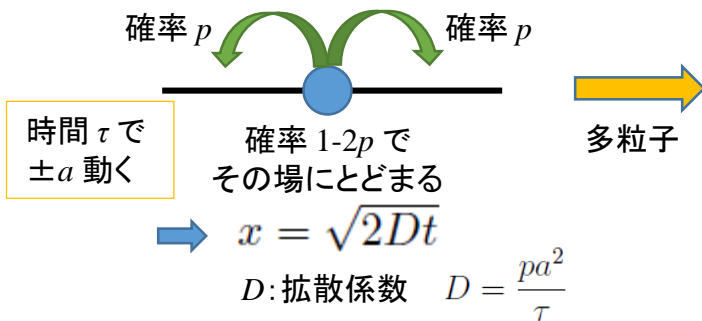 確率 p
確率 p
時間 τ で
±a 動く
確率 1-2p で
その場にとどまる
多粒子
x = √2Dt
D：拡散係数 D = pa²/τ